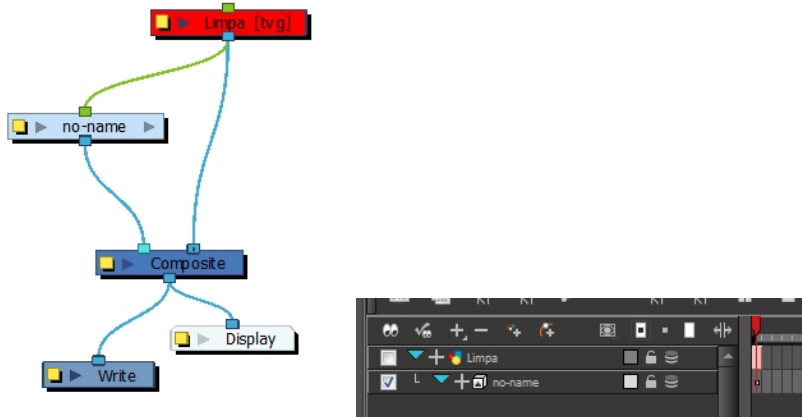 Limpa [tvg]
no-name
Composite
Display
Write
Limpa
no-name